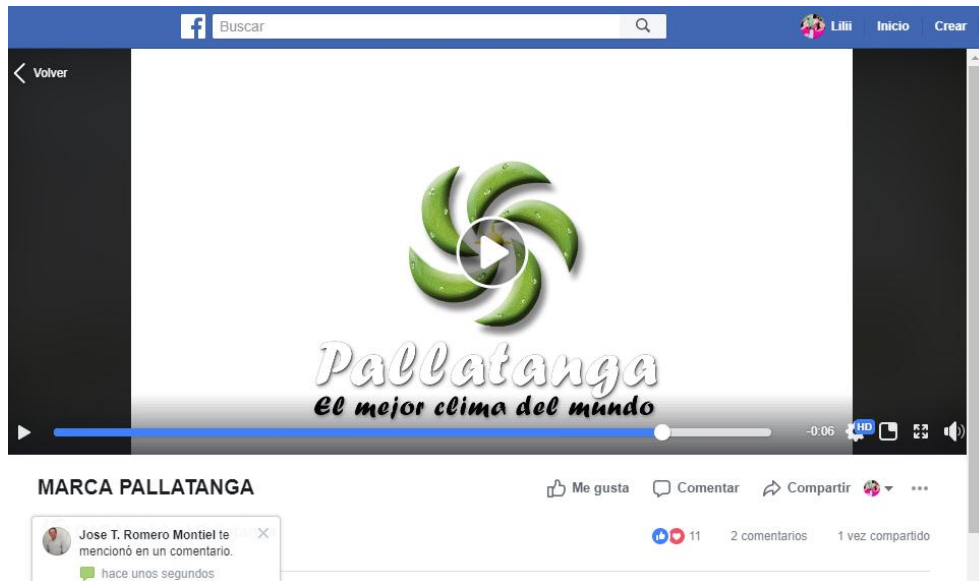 Buscar
Lilii Inicio Crear
Volver
Pallatanga
El mejor clima del mundo
-0:06 HD
MARCA PALLATANGA
Me gusta Comentar Compartir
Jose T. Romero Montiel te
mencionó en un comentario.
hace unos segundos
11 2 comentarios 1 vez compartido